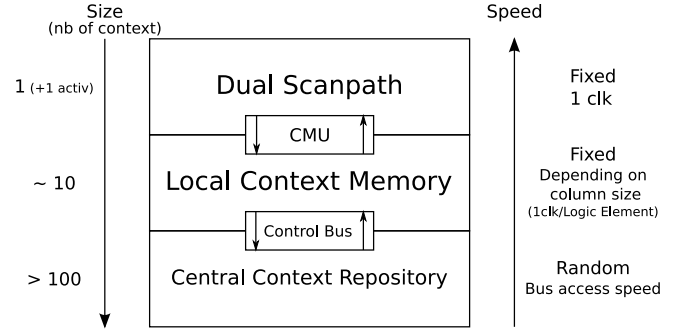 Size
(nb of context)
Speed
1 (+1 activ)
Dual Scanpath
Fixed
1 clk
CMU
~ 10
Local Context Memory
Fixed
Depending on
column size
(1clk/Logic Element)
Control Bus
> 100
Central Context Repository
Random
Bus access speed